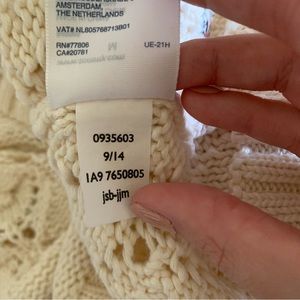 AMSTERDAM,
THE NETHERLANDS
VAT# NL805768713B01
RN#77806
CA#20781
UE-21H
0935603
9/14
1A9 7650805
jsb-jjm